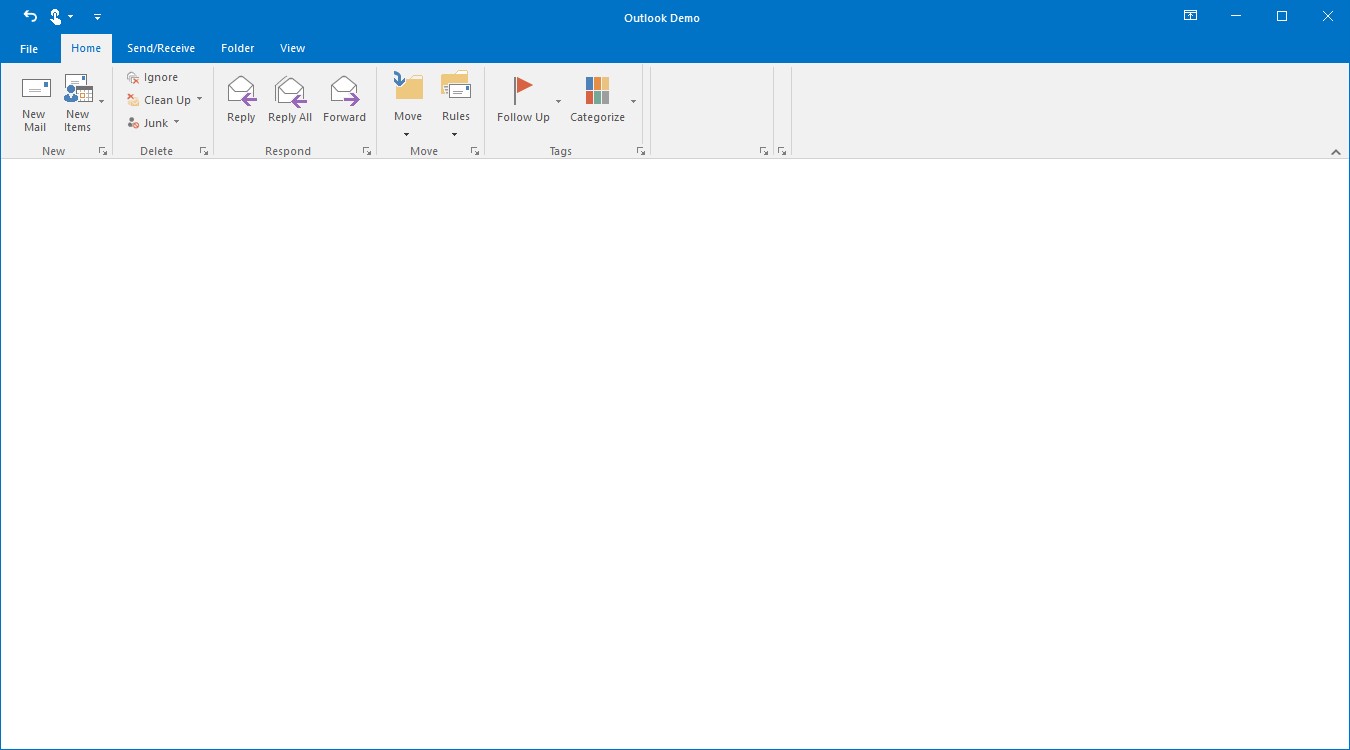 Outlook Demo
File Home Send/Receive Folder View
New Mail
New Items
Ignore
Clean Up
Junk
Reply Reply All Forward
Move Rules
Follow Up Categorize
New Delete Respond Move Tags